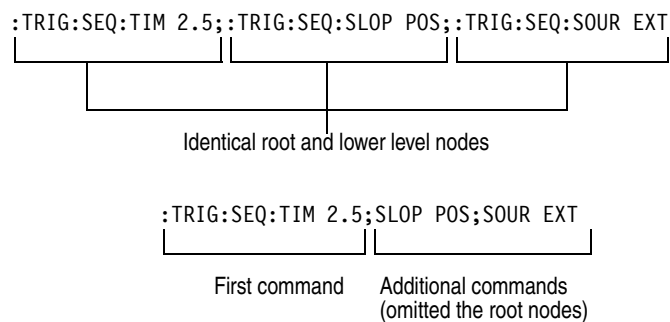 :TRIG:SEQ:TIM 2.5;:TRIG:SEQ:SLOP POS;:TRIG:SEQ:SOUR EXT
Identical root and lower level nodes
:TRIG:SEQ:TIM 2.5;SLOP POS;SOUR EXT
First command
Additional commands
(omitted the root nodes)